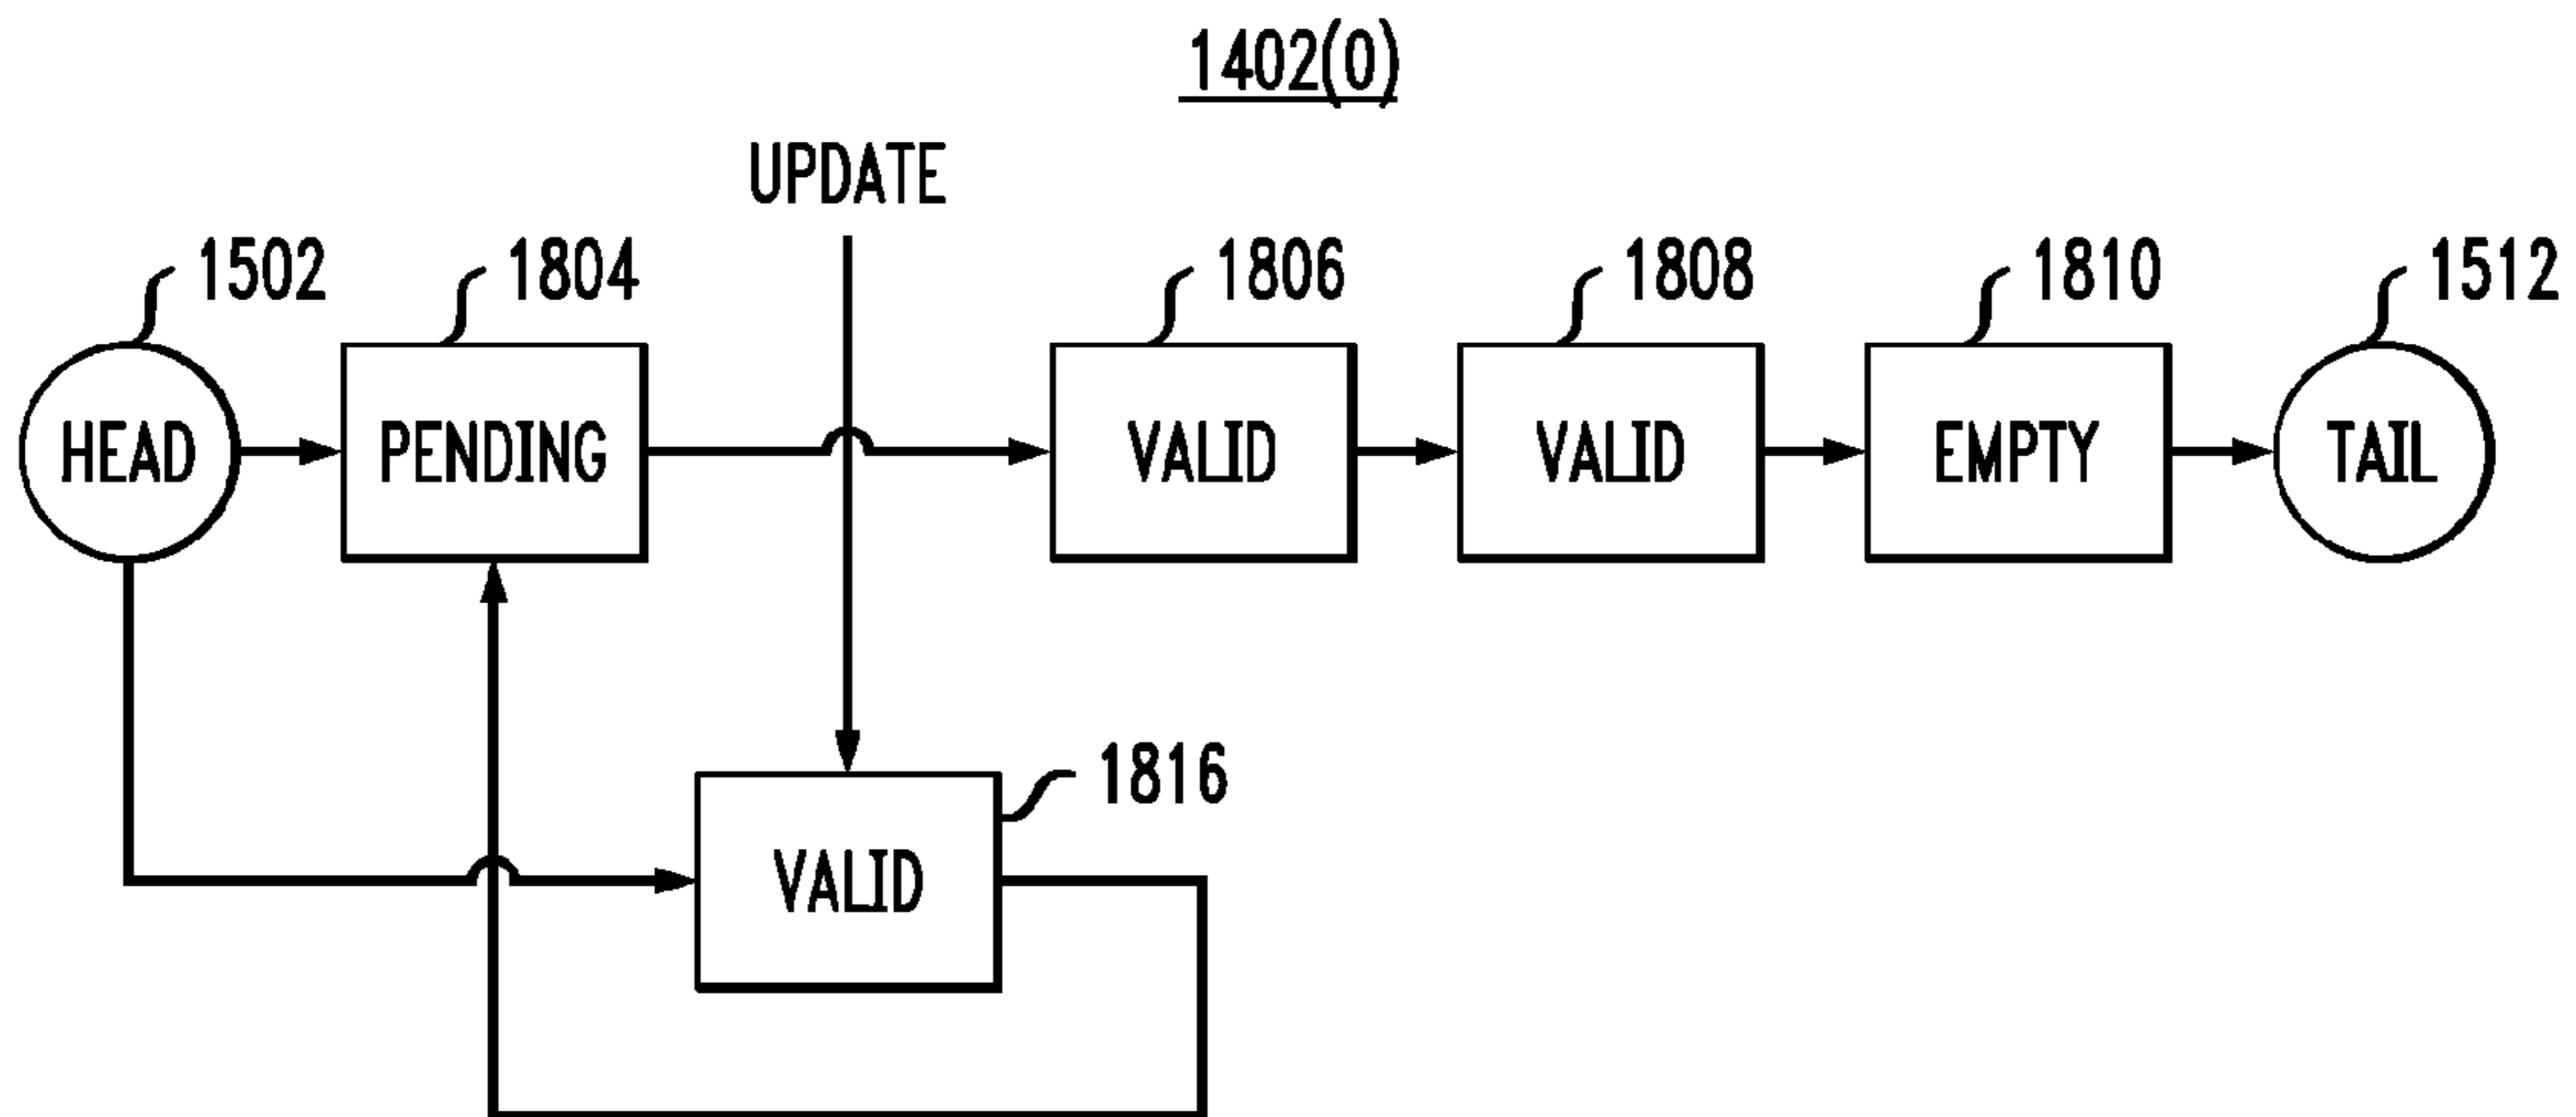 1402(0)
UPDATE
1502
1804
1806
1808
1810
1512
HEAD
PENDING
VALID
VALID
EMPTY
TAIL
1816
VALID